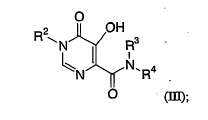 O OH
R² R³
N
N N R⁴
O
(III);